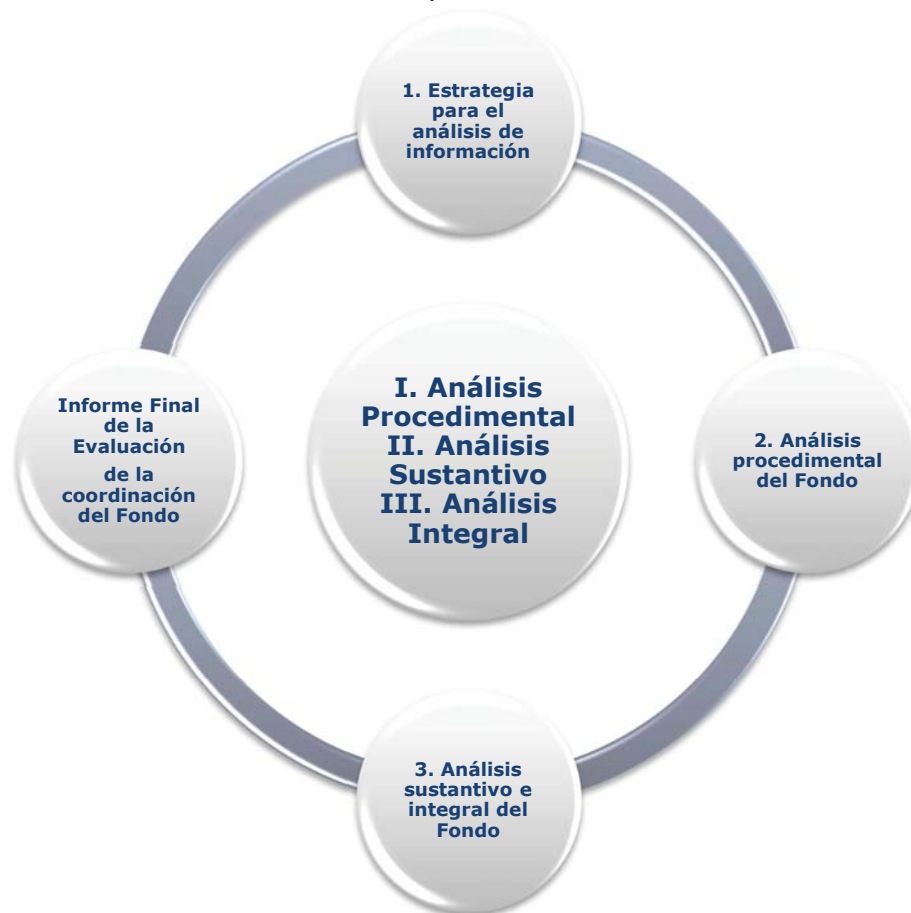 1. Estrategia
para el
análisis de
información
I. Análisis
Procedimental
II. Análisis
Sustantivo
III. Análisis
Integral
Informe Final
de la
Evaluación
de la
coordinación
del Fondo
2. Análisis
procedimental
del Fondo
3. Análisis
sustantivo e
integral del
Fondo